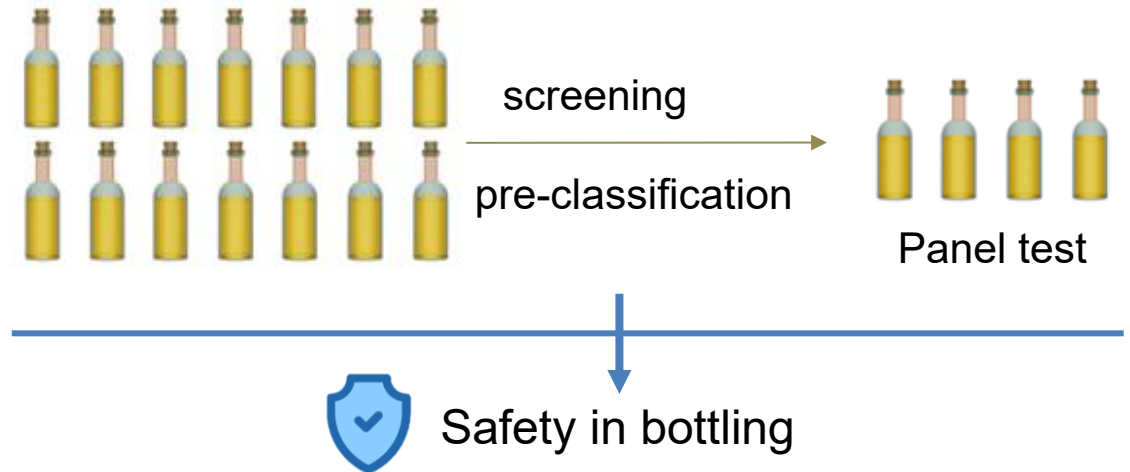 screening
pre-classification
Panel test
Safety in bottling